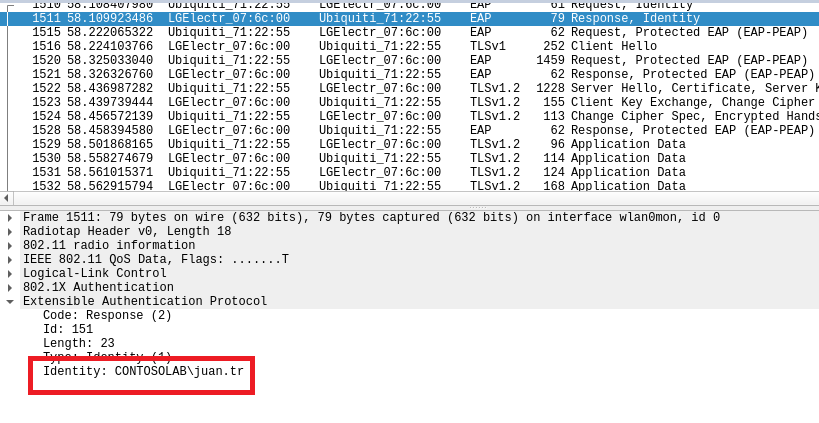 1510 58.108407980 Ubiquiti_71:22:55 LGElectr_07:6c:00 EAP 61 Request, Identity
1511 58.109923486 LGElectr_07:6c:00 Ubiquiti_71:22:55 EAP 79 Response, Identity
1515 58.222065322 Ubiquiti_71:22:55 LGElectr_07:6c:00 EAP 62 Request, Protected EAP (EAP-PEAP)
1516 58.224103766 LGElectr_07:6c:00 Ubiquiti_71:22:55 TLSv1 252 Client Hello
1520 58.325033040 Ubiquiti_71:22:55 LGElectr_07:6c:00 EAP 1459 Request, Protected EAP (EAP-PEAP)
1521 58.326326760 LGElectr_07:6c:00 Ubiquiti_71:22:55 EAP 62 Response, Protected EAP (EAP-PEAP)
1522 58.436987282 Ubiquiti_71:22:55 LGElectr_07:6c:00 TLSv1.2 1228 Server Hello, Certificate, Server K
1523 58.439739444 LGElectr_07:6c:00 Ubiquiti_71:22:55 TLSv1.2 155 Client Key Exchange, Change Cipher
1524 58.456572139 Ubiquiti_71:22:55 LGElectr_07:6c:00 TLSv1.2 113 Change Cipher Spec, Encrypted Hands
1528 58.458394580 LGElectr_07:6c:00 Ubiquiti_71:22:55 EAP 62 Response, Protected EAP (EAP-PEAP)
1529 58.501868165 Ubiquiti_71:22:55 LGElectr_07:6c:00 TLSv1.2 96 Application Data
1530 58.558274679 LGElectr_07:6c:00 Ubiquiti_71:22:55 TLSv1.2 114 Application Data
1531 58.561015371 Ubiquiti_71:22:55 LGElectr_07:6c:00 TLSv1.2 124 Application Data
1532 58.562915794 LGElectr_07:6c:00 Ubiquiti_71:22:55 TLSv1.2 168 Application Data
Frame 1511: 79 bytes on wire (632 bits), 79 bytes captured (632 bits) on interface wlan0mon, id 0
Radiotap Header v0, Length 18
802.11 radio information
IEEE 802.11 QoS Data, Flags: .......T
Logical-Link Control
802.1X Authentication
Extensible Authentication Protocol
Code: Response (2)
Id: 151
Length: 23
Type: Identity (1)
Identity: CONTOSOLAB\juan.tr